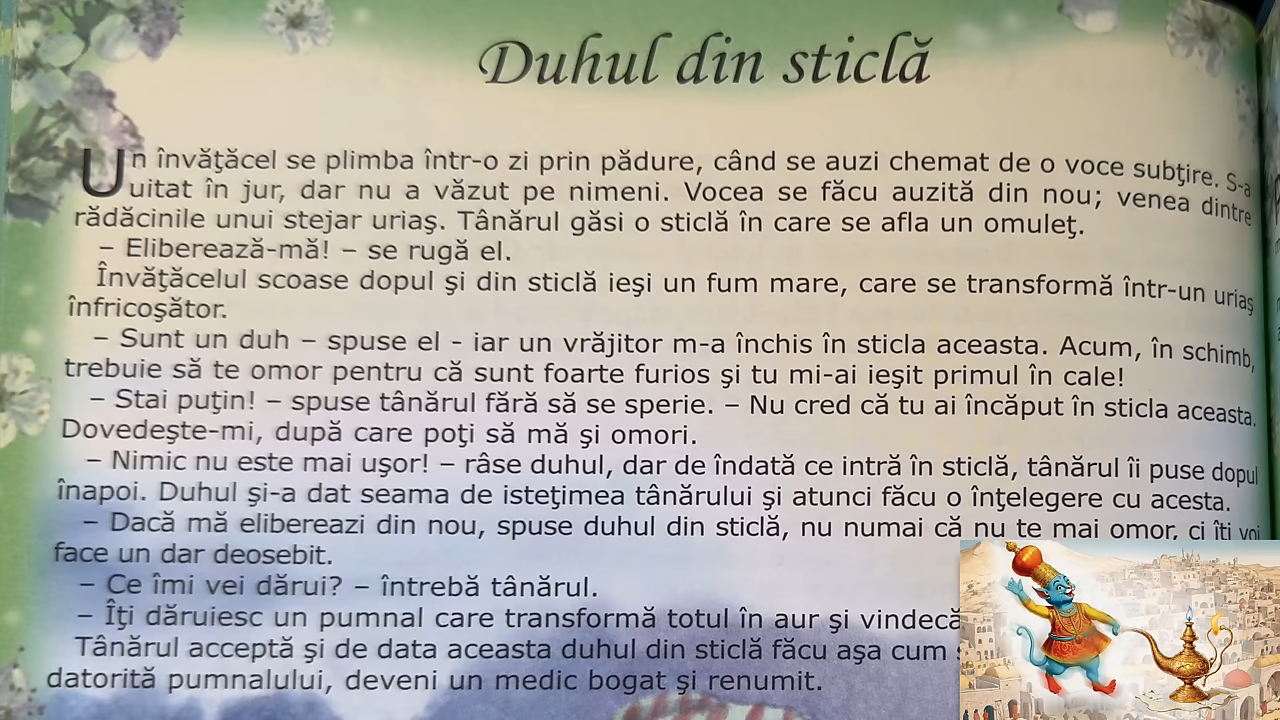 Duhul din sticlă
Un învăţăcel se plimba într-o zi prin pădure, când se auzi chemat de o voce subţire. S-a
uitat în jur, dar nu a văzut pe nimeni. Vocea se făcu auzită din nou; venea dintre
rădăcinile unui stejar uriaş. Tânărul găsi o sticlă în care se afla un omuleţ.
– Eliberează-mă! – se rugă el.
Învăţăcelul scoase dopul şi din sticlă ieşi un fum mare, care se transformă într-un uriaş
înfricoşător.
– Sunt un duh – spuse el - iar un vrăjitor m-a închis în sticla aceasta. Acum, în schimb,
trebuie să te omor pentru că sunt foarte furios şi tu mi-ai ieşit primul în cale!
– Stai puţin! – spuse tânărul fără să se sperie. – Nu cred că tu ai încăput în sticla aceasta.
Dovedeşte-mi, după care poţi să mă şi omori.
– Nimic nu este mai uşor! – râse duhul, dar de îndată ce intră în sticlă, tânărul îi puse dopul
înapoi. Duhul şi-a dat seama de isteţimea tânărului şi atunci făcu o înţelegere cu acesta.
– Dacă mă eliberezi din nou, spuse duhul din sticlă, nu numai că nu te mai omor, ci îţi voi
face un dar deosebit.
– Ce îmi vei dărui? – întrebă tânărul.
– Îţi dăruiesc un pumnal care transformă totul în aur şi vindecă
Tânărul acceptă şi de data aceasta duhul din sticlă făcu aşa cum
datorită pumnalului, deveni un medic bogat şi renumit.